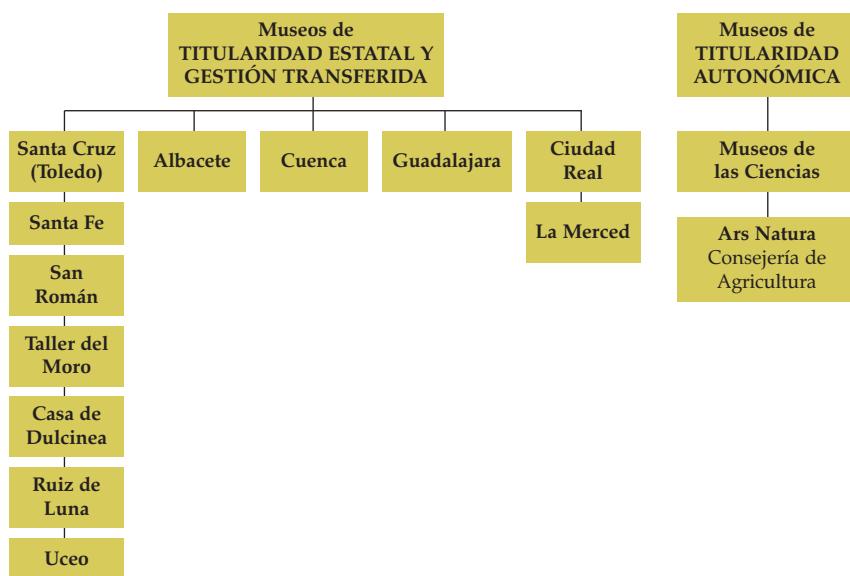 Museos de
TITULARIDAD ESTATAL Y
GESTIÓN TRANSFERIDA
Museos de
TITULARIDAD
AUTONÓMICA
Santa Cruz
(Toledo)
Albacete
Cuenca
Guadalajara
Ciudad
Real
Museos de
las Ciencias
Santa Fe
La Merced
Ars Natura
Consejería de
Agricultura
San
Román
Taller del
Moro
Casa de
Dulcinea
Ruiz de
Luna
Uceo